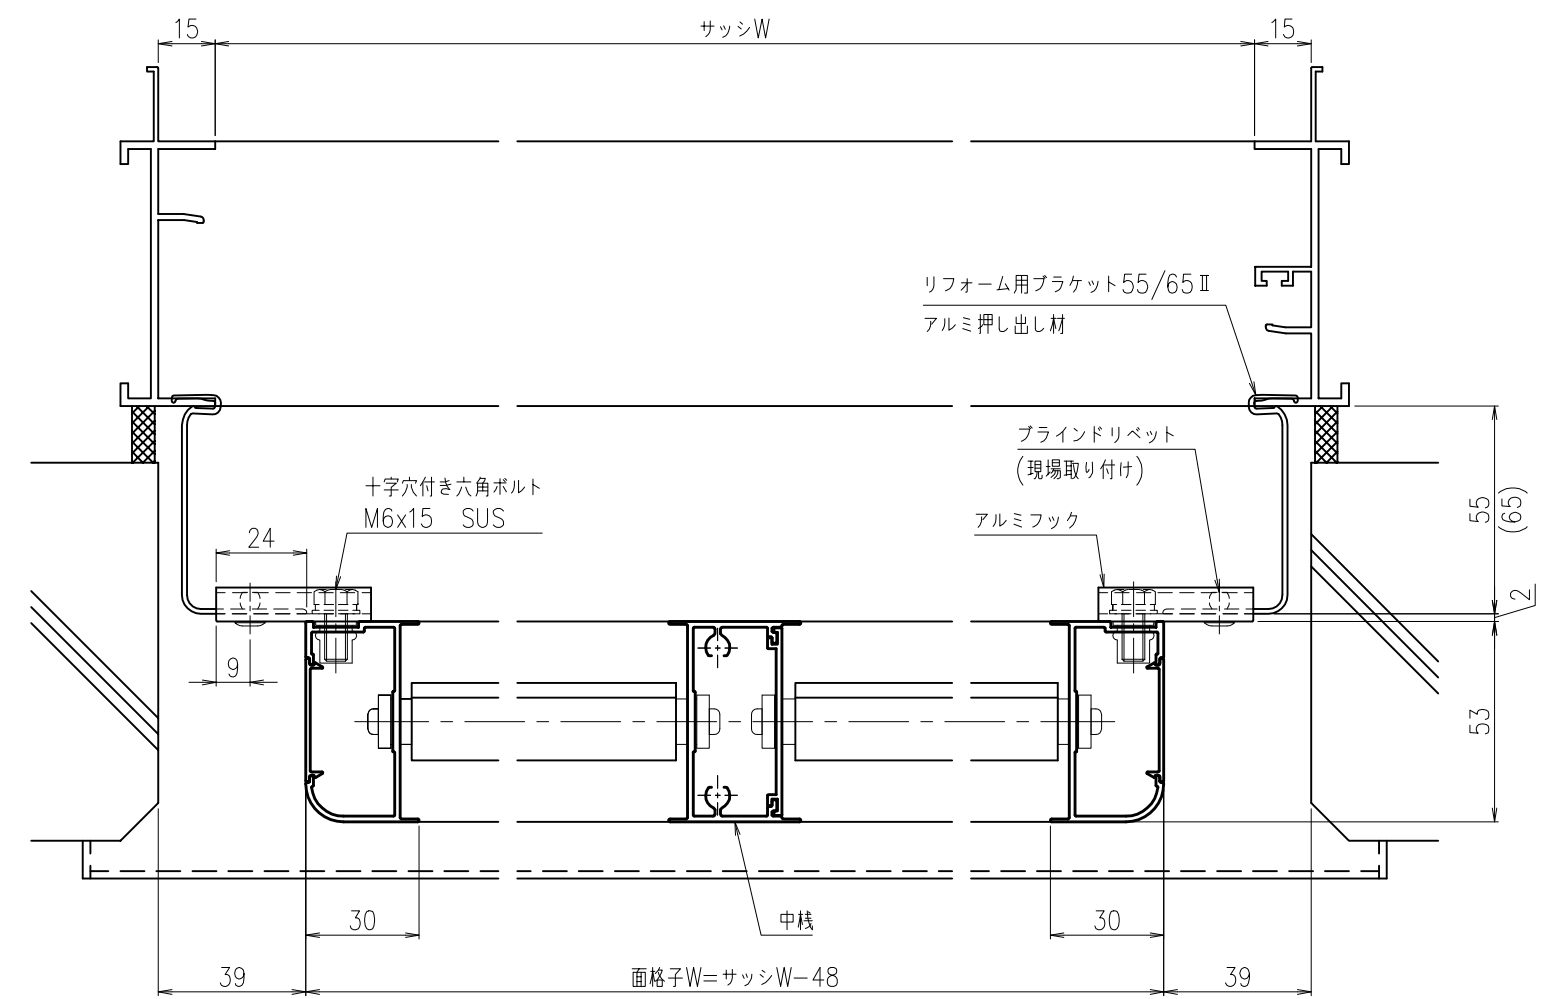 15
サッシW
15
リフォーム用ブラケット55/65Ⅱ
アルミ押し出し材
ブラインドリベット
(現場取り付け)
十字穴付き六角ボルト
M6x15 SUS
アルミフック
24
55
(65)
2
9
53
30
中桟
30
39
面格子W=サッシW-48
39